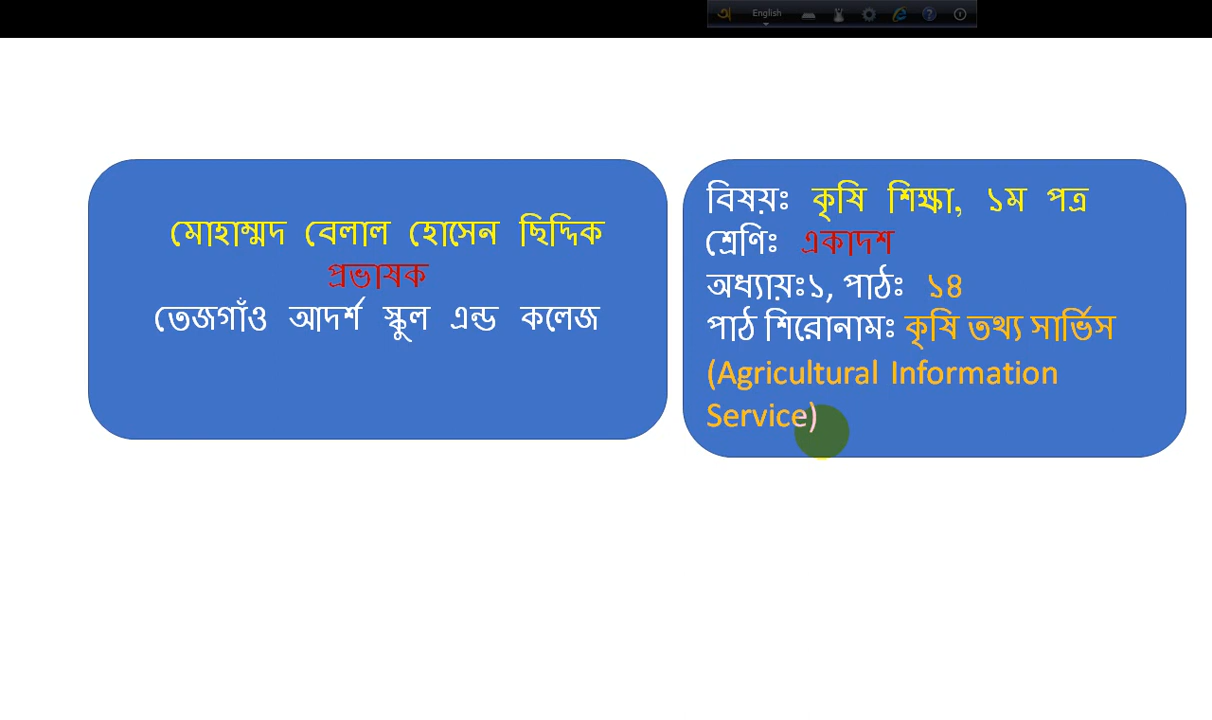 অ English
মোহাম্মদ বেলাল হোসেন ছিদ্দিক
প্রভাষক
তেজগাঁও আদর্শ স্কুল এন্ড কলেজ
বিষয়ঃ কৃষি শিক্ষা, ১ম পত্র
শ্রেণিঃ একাদশ
অধ্যায়ঃ১, পাঠঃ ১৪
পাঠ শিরোনামঃ কৃষি তথ্য সার্ভিস
(Agricultural Information
Service)